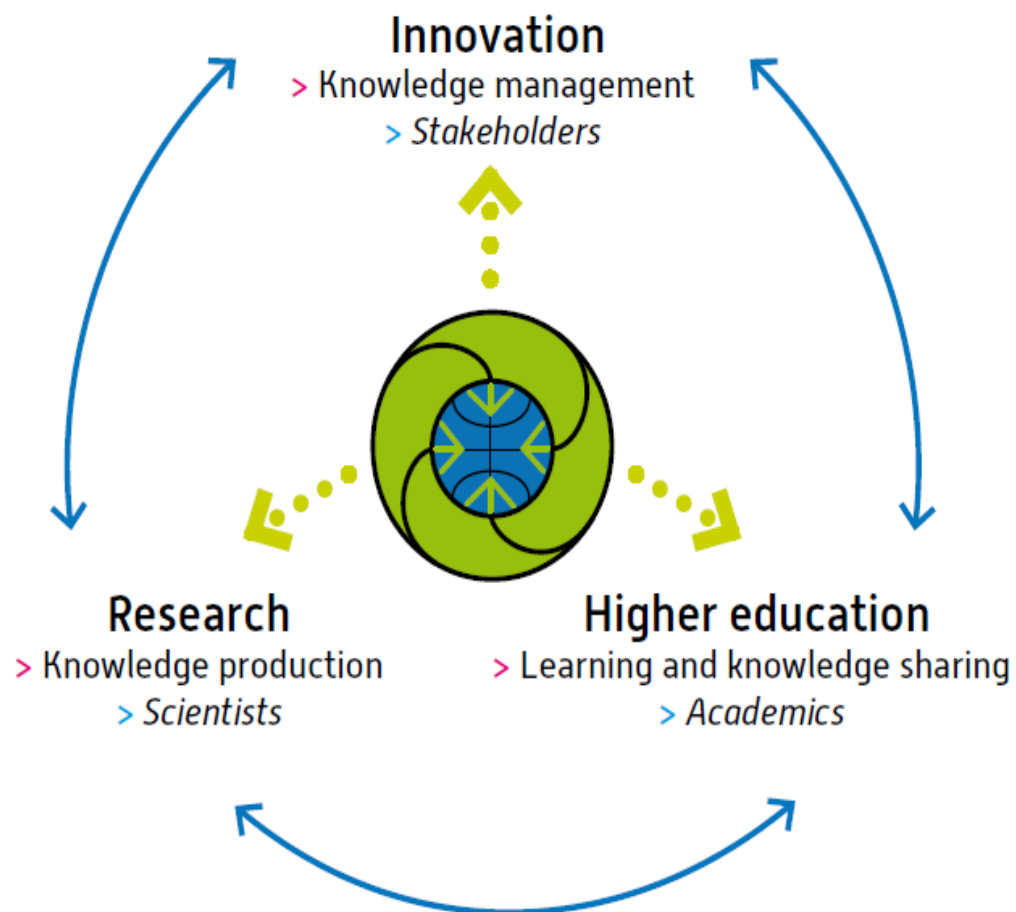 Innovation
> Knowledge management
> Stakeholders
Research
> Knowledge production
> Scientists
Higher education
> Learning and knowledge sharing
> Academics